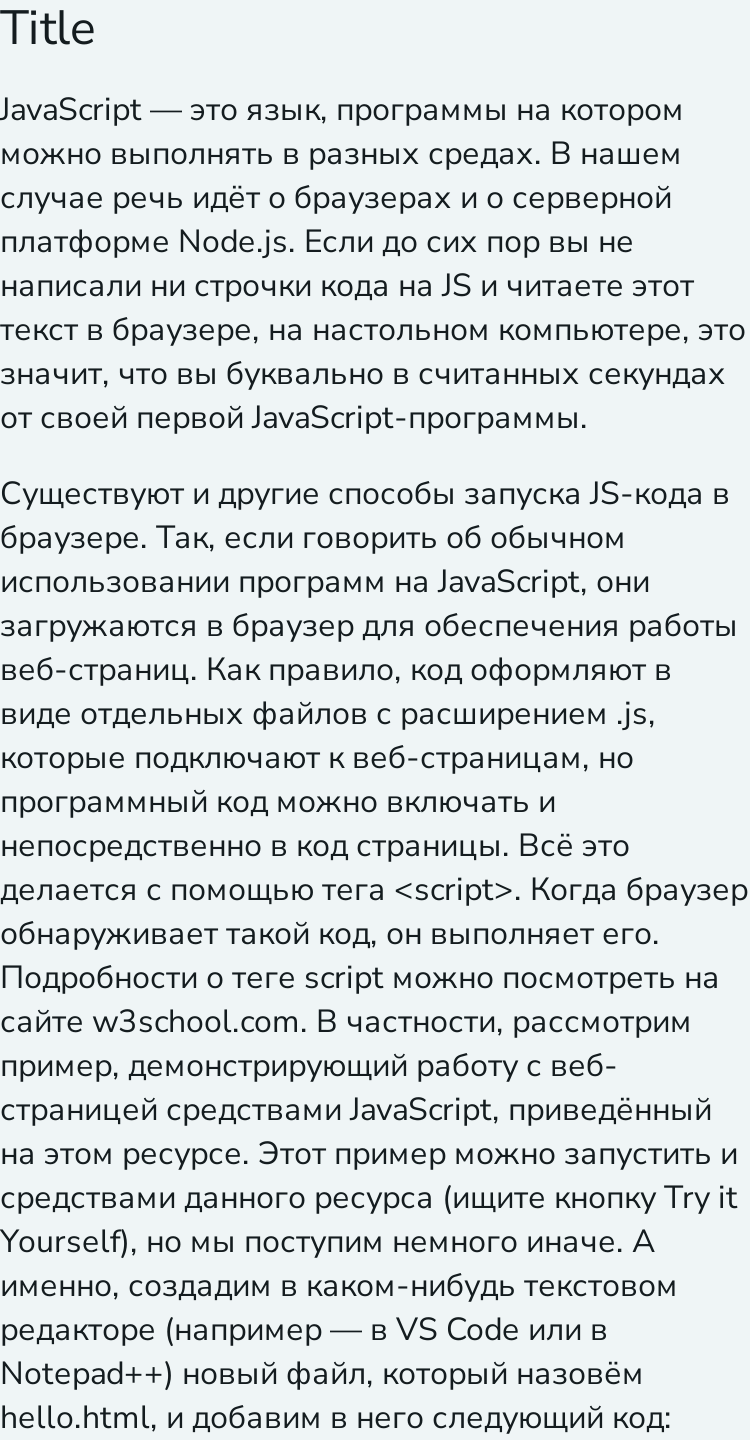 Title
JavaScript — это язык, программы на котором
можно выполнять в разных средах. В нашем
случае речь идёт о браузерах и о серверной
платформе Node.js. Если до сих пор вы не
написали ни строчки кода на JS и читаете этот
текст в браузере, на настольном компьютере, это
значит, что вы буквально в считанных секундах
от своей первой JavaScript-программы.
Существуют и другие способы запуска JS-кода в
браузере. Так, если говорить об обычном
использовании программ на JavaScript, они
загружаются в браузер для обеспечения работы
веб-страниц. Как правило, код оформляют в
виде отдельных файлов с расширением .js,
которые подключают к веб-страницам, но
программный код можно включать и
непосредственно в код страницы. Всё это
делается с помощью тега <script>. Когда браузер
обнаруживает такой код, он выполняет его.
Подробности о теге script можно посмотреть на
сайте w3school.com. В частности, рассмотрим
пример, демонстрирующий работу с веб-
страницей средствами JavaScript, приведённый
на этом ресурсе. Этот пример можно запустить и
средствами данного ресурса (ищите кнопку Try it
Yourself), но мы поступим немного иначе. А
именно, создадим в каком-нибудь текстовом
редакторе (например — в VS Code или в
Notepad++) новый файл, который назовём
hello.html, и добавим в него следующий код: